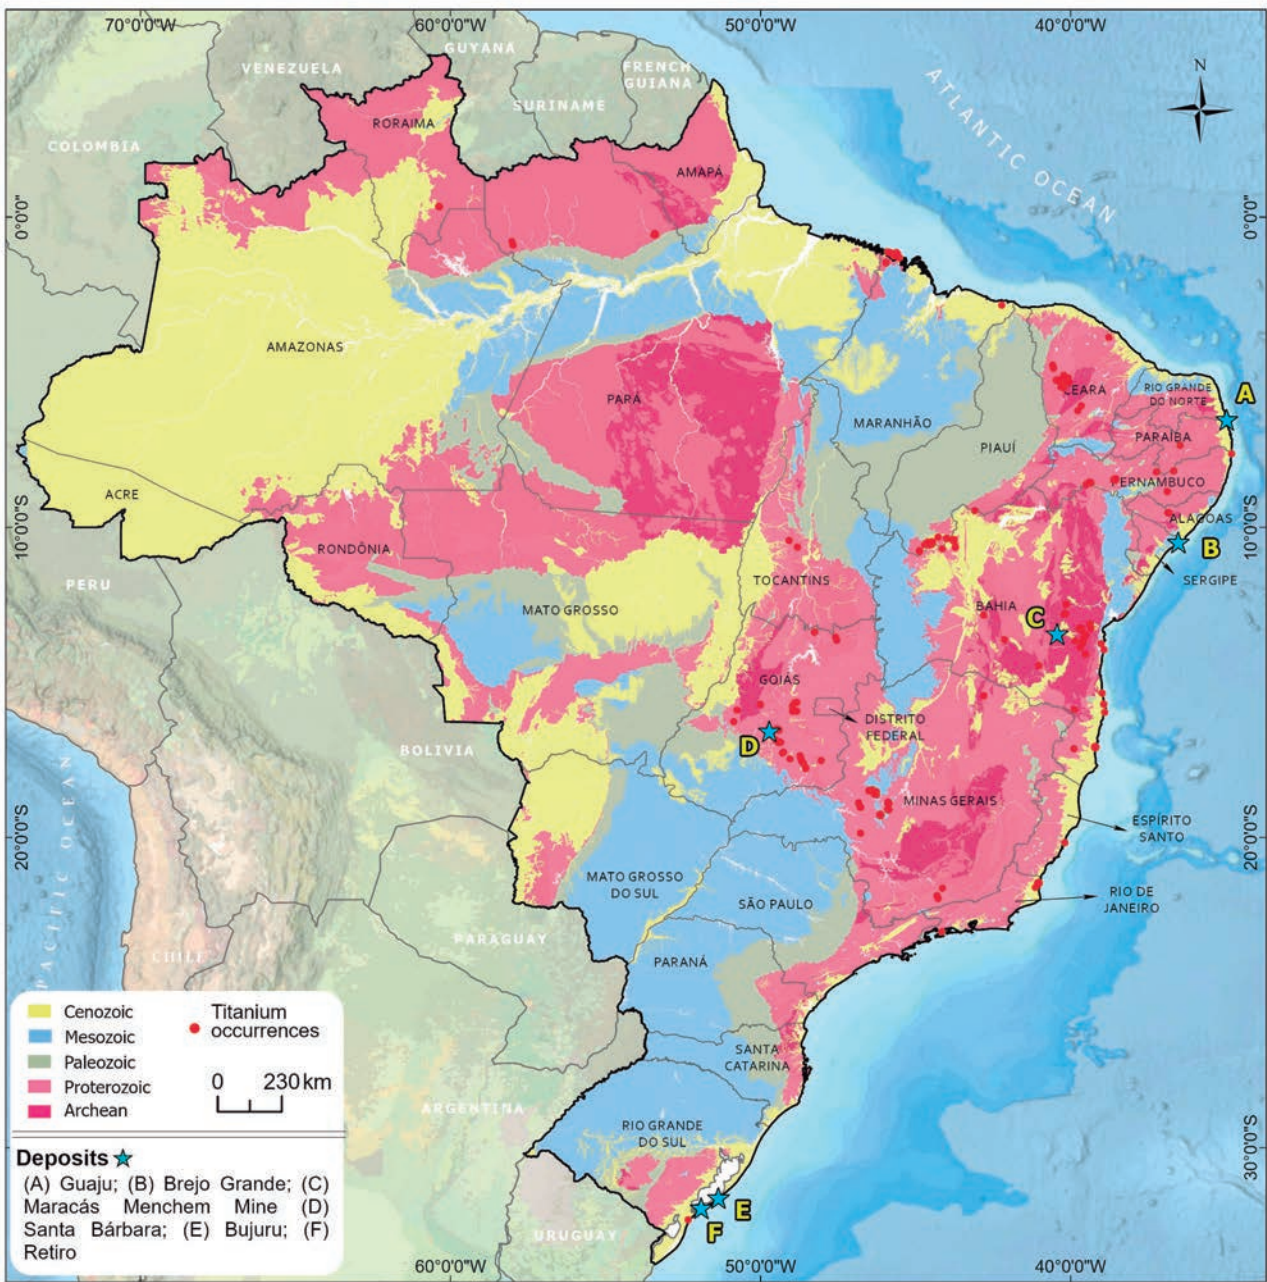 70°0'0"W
60°0'0"W
50°0'0"W
40°0'0"W
N
GUYANA
VENEZUELA
FRENCH
GUIANA
SURINAME
COLOMBIA
RORAIMA
AMAPÁ
ATLANTIC OCEAN
0°0'0"
0°0'0"
AMAZONAS
PARÁ
MARANHÃO
CEARA
RIO GRANDE
DO NORTE
A
PIAUÍ
PARAÍBA
PERNAMBUCO
ACRE
ALAGOAS
10°0'0"S
10°0'0"S
RONDÔNIA
B
PERU
TOCANTINS
SERGIPE
MATO GROSSO
BAHIA
C
GOIÁS
DISTRITO
FEDERAL
D
BOLIVIA
MINAS GERAIS
ESPÍRITO
SANTO
20°0'0"S
20°0'0"S
PACIFIC OCEAN
MATO GROSSO
DO SUL
SÃO PAULO
RIO DE
JANEIRO
PARAGUAY
CHILE
PARANÁ
SANTA
CATARINA
ARGENTINA
RIO GRANDE
DO SUL
30°0'0"S
E
F
URUGUAY
Cenozoic
Mesozoic
Paleozoic
Proterozoic
Archean
Titanium
occurrences
0 230 km
Deposits
(A) Guaju; (B) Brejo Grande; (C)
Maracás Menchem Mine (D)
Santa Bárbara; (E) Bujuru; (F)
Retiro
60°0'0"W
50°0'0"W
40°0'0"W